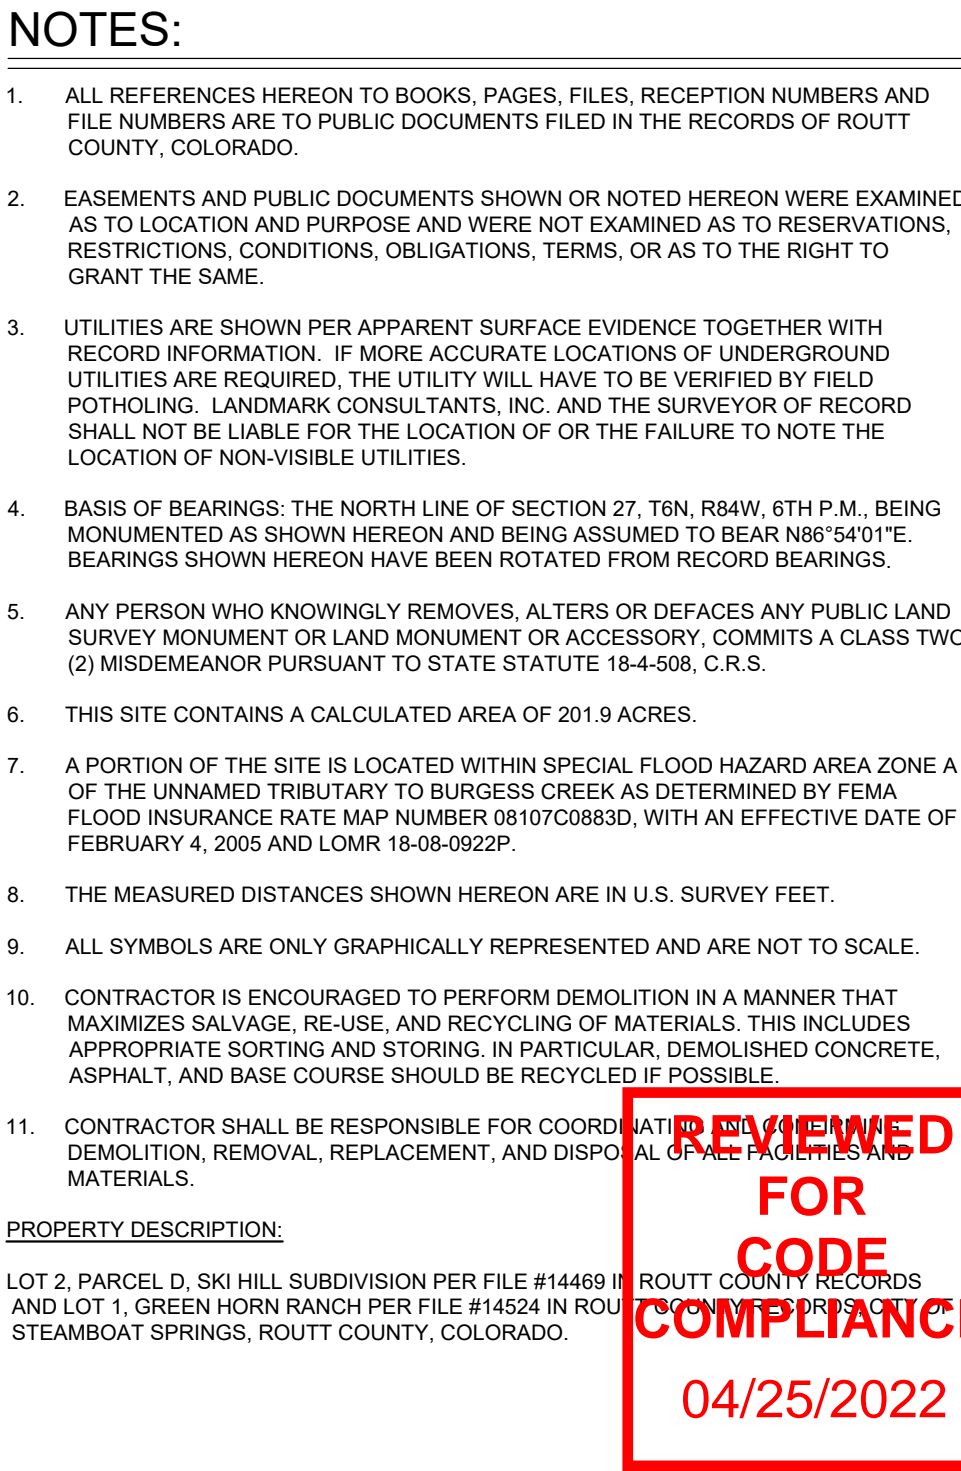 NOTES:
1. ALL REFERENCES HEREON TO BOOKS, PAGES, FILES, RECEPTION NUMBERS AND
FILE NUMBERS ARE TO PUBLIC DOCUMENTS FILED IN THE RECORDS OF ROUTT
COUNTY, COLORADO.
2. EASEMENTS AND PUBLIC DOCUMENTS SHOWN OR NOTED HEREON WERE EXAMINED
AS TO LOCATION AND PURPOSE AND WERE NOT EXAMINED AS TO RESERVATIONS,
RESTRICTIONS, CONDITIONS, OBLIGATIONS, TERMS, OR AS TO THE RIGHT TO
GRANT THE SAME.
3. UTILITIES ARE SHOWN PER APPARENT SURFACE EVIDENCE TOGETHER WITH
RECORD INFORMATION. IF MORE ACCURATE LOCATIONS OF UNDERGROUND
UTILITIES ARE REQUIRED, THE UTILITY WILL HAVE TO BE VERIFIED BY FIELD
POTHOLING. LANDMARK CONSULTANTS, INC. AND THE SURVEYOR OF RECORD
SHALL NOT BE LIABLE FOR THE LOCATION OF OR THE FAILURE TO NOTE THE
LOCATION OF NON-VISIBLE UTILITIES.
4. BASIS OF BEARINGS: THE NORTH LINE OF SECTION 27, T6N, R84W, 6TH P.M., BEING
MONUMENTED AS SHOWN HEREON AND BEING ASSUMED TO BEAR N86°54'01"E.
BEARINGS SHOWN HEREON HAVE BEEN ROTATED FROM RECORD BEARINGS.
5. ANY PERSON WHO KNOWINGLY REMOVES, ALTERS OR DEFACES ANY PUBLIC LAND
SURVEY MONUMENT OR LAND MONUMENT OR ACCESSORY, COMMITS A CLASS TWO
(2) MISDEMEANOR PURSUANT TO STATE STATUTE 18-4-508, C.R.S.
6. THIS SITE CONTAINS A CALCULATED AREA OF 201.9 ACRES.
7. A PORTION OF THE SITE IS LOCATED WITHIN SPECIAL FLOOD HAZARD AREA ZONE A
OF THE UNNAMED TRIBUTARY TO BURGESS CREEK AS DETERMINED BY FEMA
FLOOD INSURANCE RATE MAP NUMBER 08107C0883D, WITH AN EFFECTIVE DATE OF
FEBRUARY 4, 2005 AND LOMR 18-08-0922P.
8. THE MEASURED DISTANCES SHOWN HEREON ARE IN U.S. SURVEY FEET.
9. ALL SYMBOLS ARE ONLY GRAPHICALLY REPRESENTED AND ARE NOT TO SCALE.
10. CONTRACTOR IS ENCOURAGED TO PERFORM DEMOLITION IN A MANNER THAT
MAXIMIZES SALVAGE, RE-USE, AND RECYCLING OF MATERIALS. THIS INCLUDES
APPROPRIATE SORTING AND STORING. IN PARTICULAR, DEMOLISHED CONCRETE,
ASPHALT, AND BASE COURSE SHOULD BE RECYCLED IF POSSIBLE.
11. CONTRACTOR SHALL BE RESPONSIBLE FOR COORDINATING AND CONFIRMING
DEMOLITION, REMOVAL, REPLACEMENT, AND DISPOSAL OF ALL FACILITIES AND
MATERIALS.
PROPERTY DESCRIPTION:
LOT 2, PARCEL D, SKI HILL SUBDIVISION PER FILE #14469 IN ROUTT COUNTY RECORDS
AND LOT 1, GREEN HORN RANCH PER FILE #14524 IN ROUTT COUNTY RECORDS, CITY OF
STEAMBOAT SPRINGS, ROUTT COUNTY, COLORADO.
REVIEWED
FOR
CODE
COMPLIANC
04/25/2022